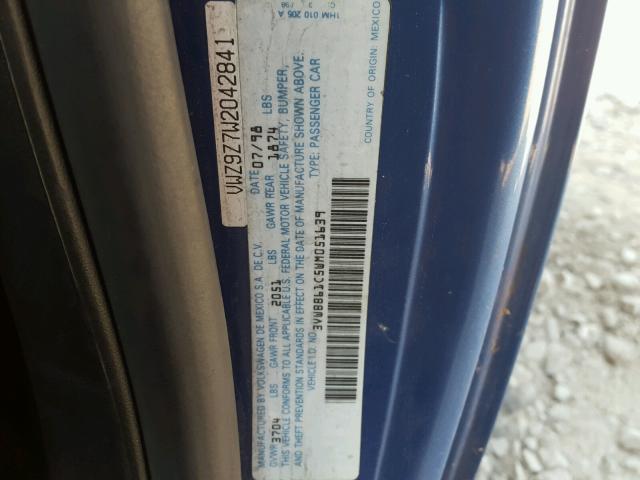 VWZ9Z7W2042841
1HM 010 205 A
C. 3 / 98
MANUFACTURED BY VOLKSWAGEN DE MEXICO S.A. DE C.V. DATE 07/98
GVWR 3704 LBS GAWR FRONT 2051 LBS GAWR REAR 1874 LBS
THIS VEHICLE CONFORMS TO ALL APPLICABLE U.S. FEDERAL MOTOR VEHICLE SAFETY, BUMPER,
AND THEFT PREVENTION STANDARDS IN EFFECT ON THE DATE OF MANUFACTURE SHOWN ABOVE.
VEHICLE I.D. NO. 3VWBB61C5WM051639 TYPE: PASSENGER CAR
COUNTRY OF ORIGIN: MEXICO